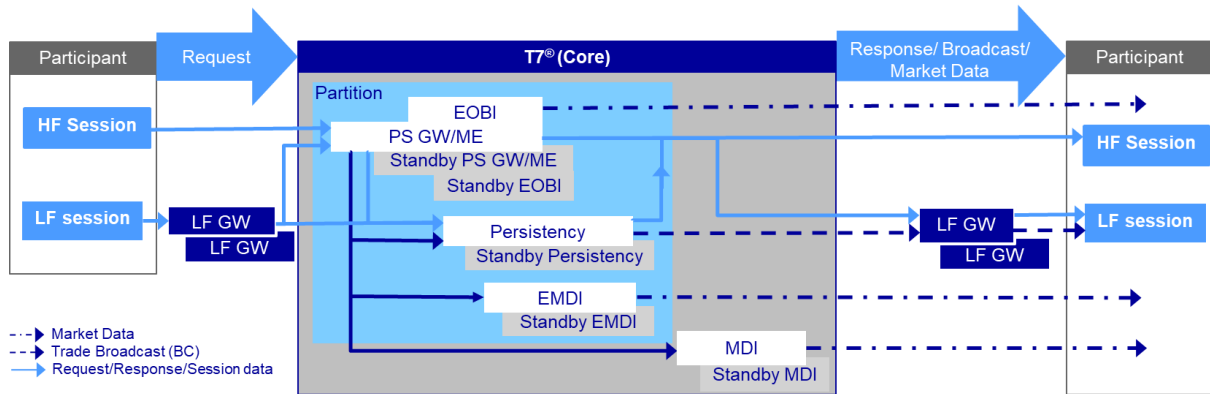 Participant
Request
T7® (Core)
Response/ Broadcast/
Market Data
Participant
Partition
EOBI
HF Session
PS GW/ME
HF Session
Standby PS GW/ME
Standby EOBI
LF session
LF GW
LF GW
Persistency
Standby Persistency
LF GW
LF GW
LF session
EMDI
Standby EMDI
MDI
Standby MDI
Market Data
Trade Broadcast (BC)
Request/Response/Session data